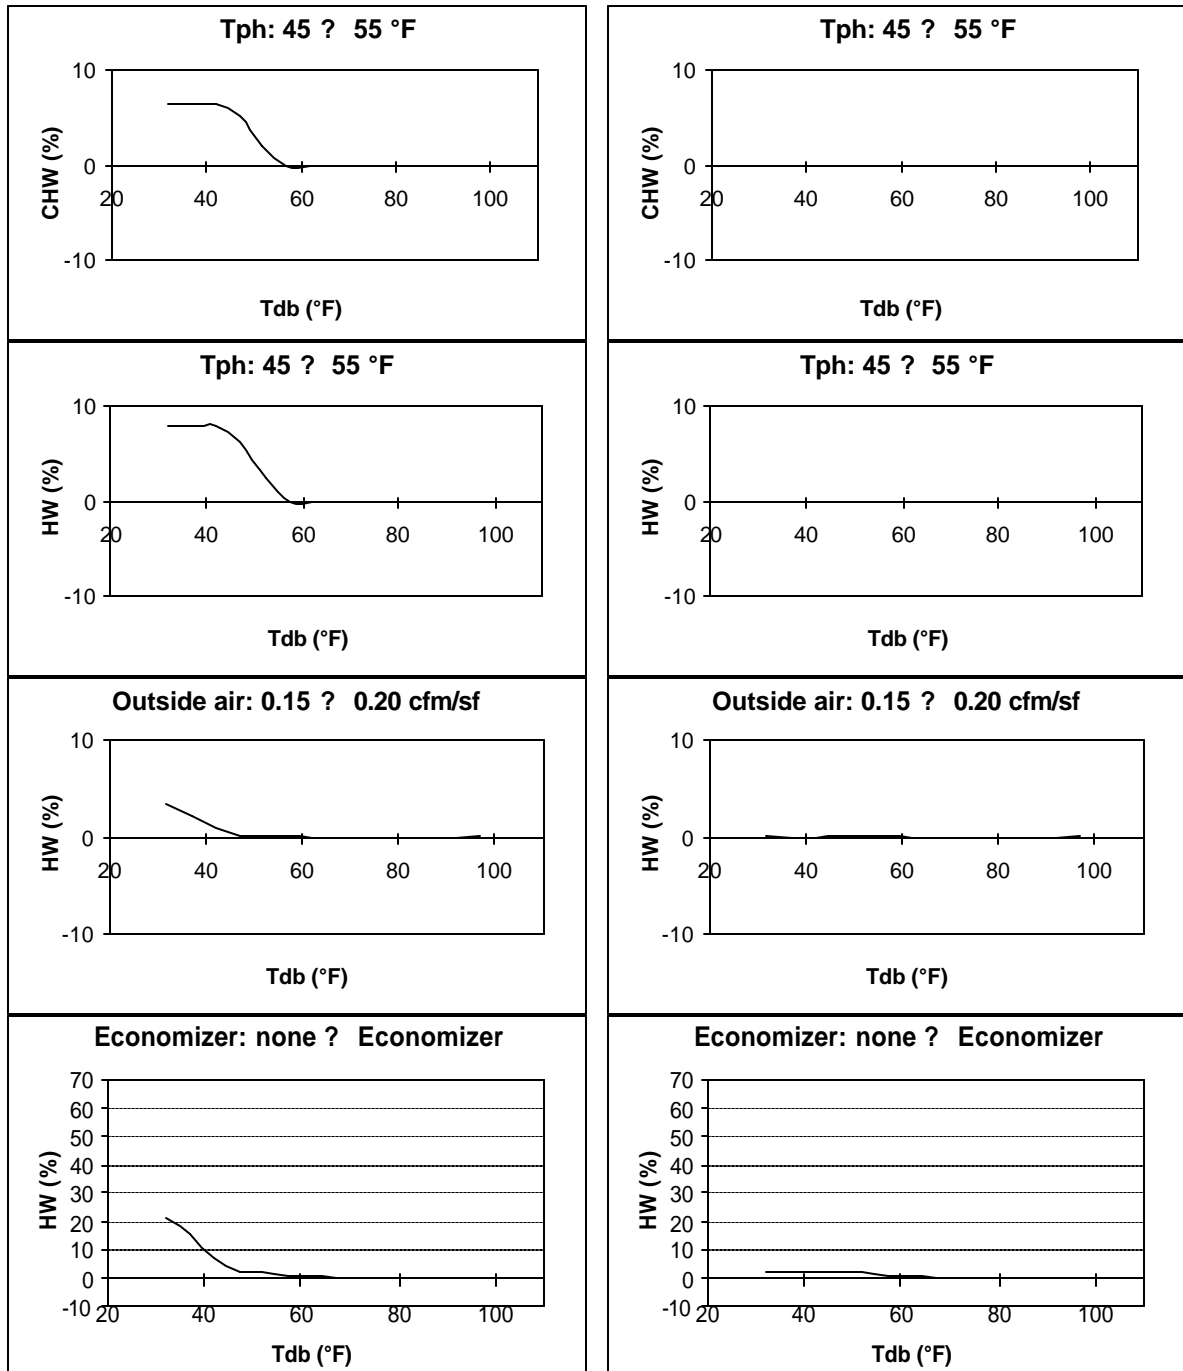 Tph: 45 ? 55 °F
10
0
-10
20 40 60 80 100
CHW (%)
Tdb (°F)
Tph: 45 ? 55 °F
10
0
-10
20 40 60 80 100
CHW (%)
Tdb (°F)
Tph: 45 ? 55 °F
10
0
-10
20 40 60 80 100
HW (%)
Tdb (°F)
Tph: 45 ? 55 °F
10
0
-10
20 40 60 80 100
HW (%)
Tdb (°F)
Outside air: 0.15 ? 0.20 cfm/sf
10
0
-10
20 40 60 80 100
HW (%)
Tdb (°F)
Outside air: 0.15 ? 0.20 cfm/sf
10
0
-10
20 40 60 80 100
HW (%)
Tdb (°F)
Economizer: none ? Economizer
70
60
50
40
30
20
10
0
-10
20 40 60 80 100
HW (%)
Tdb (°F)
Economizer: none ? Economizer
70
60
50
40
30
20
10
0
-10
20 40 60 80 100
HW (%)
Tdb (°F)